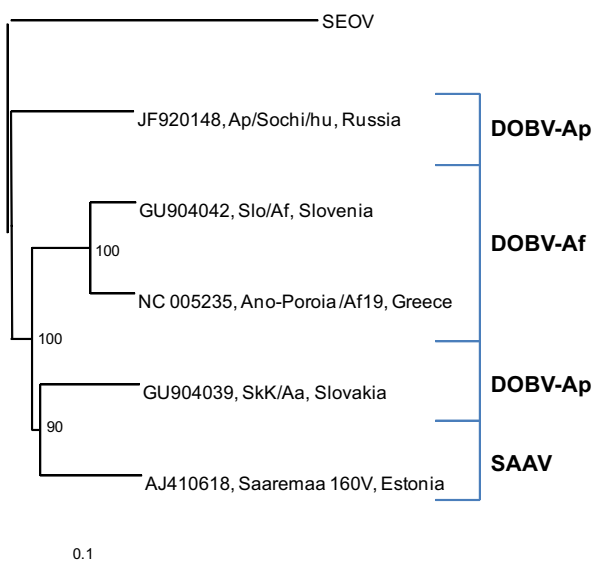 SEOV
JF920148, Ap/Sochi/hu, Russia
DOBV-Ap
GU904042, Slo/Af, Slovenia
DOBV-Af
100
NC 005235, Ano-Poroia/Af19, Greece
100
GU904039, SkK/Aa, Slovakia
DOBV-Ap
90
SAAV
AJ410618, Saaremaa 160V, Estonia
0.1